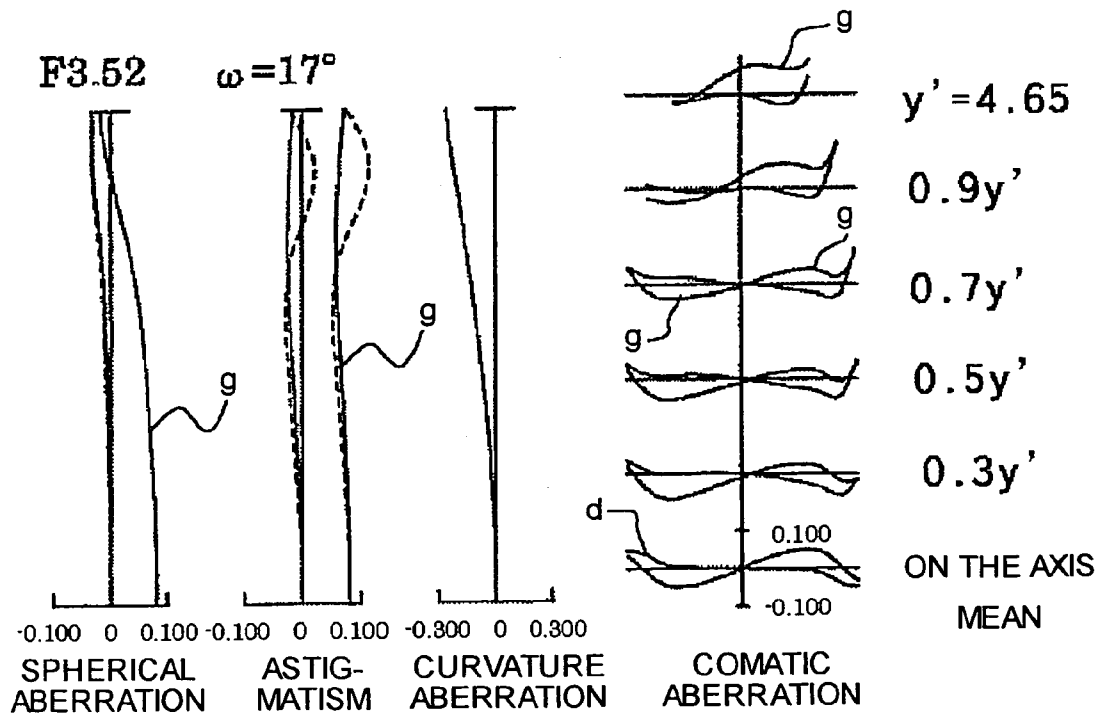 F3.52
ω=17°
g
g
-0.100 0 0.100
-0.100 0 0.100
-0.300 0 0.300
SPHERICAL
ABERRATION
ASTIG-
MATISM
CURVATURE
ABERRATION
g
y'=4.65
0.9y'
g
0.7y'
g
0.5y'
0.3y'
d
0.100
ON THE AXIS
-0.100
MEAN
COMATIC
ABERRATION